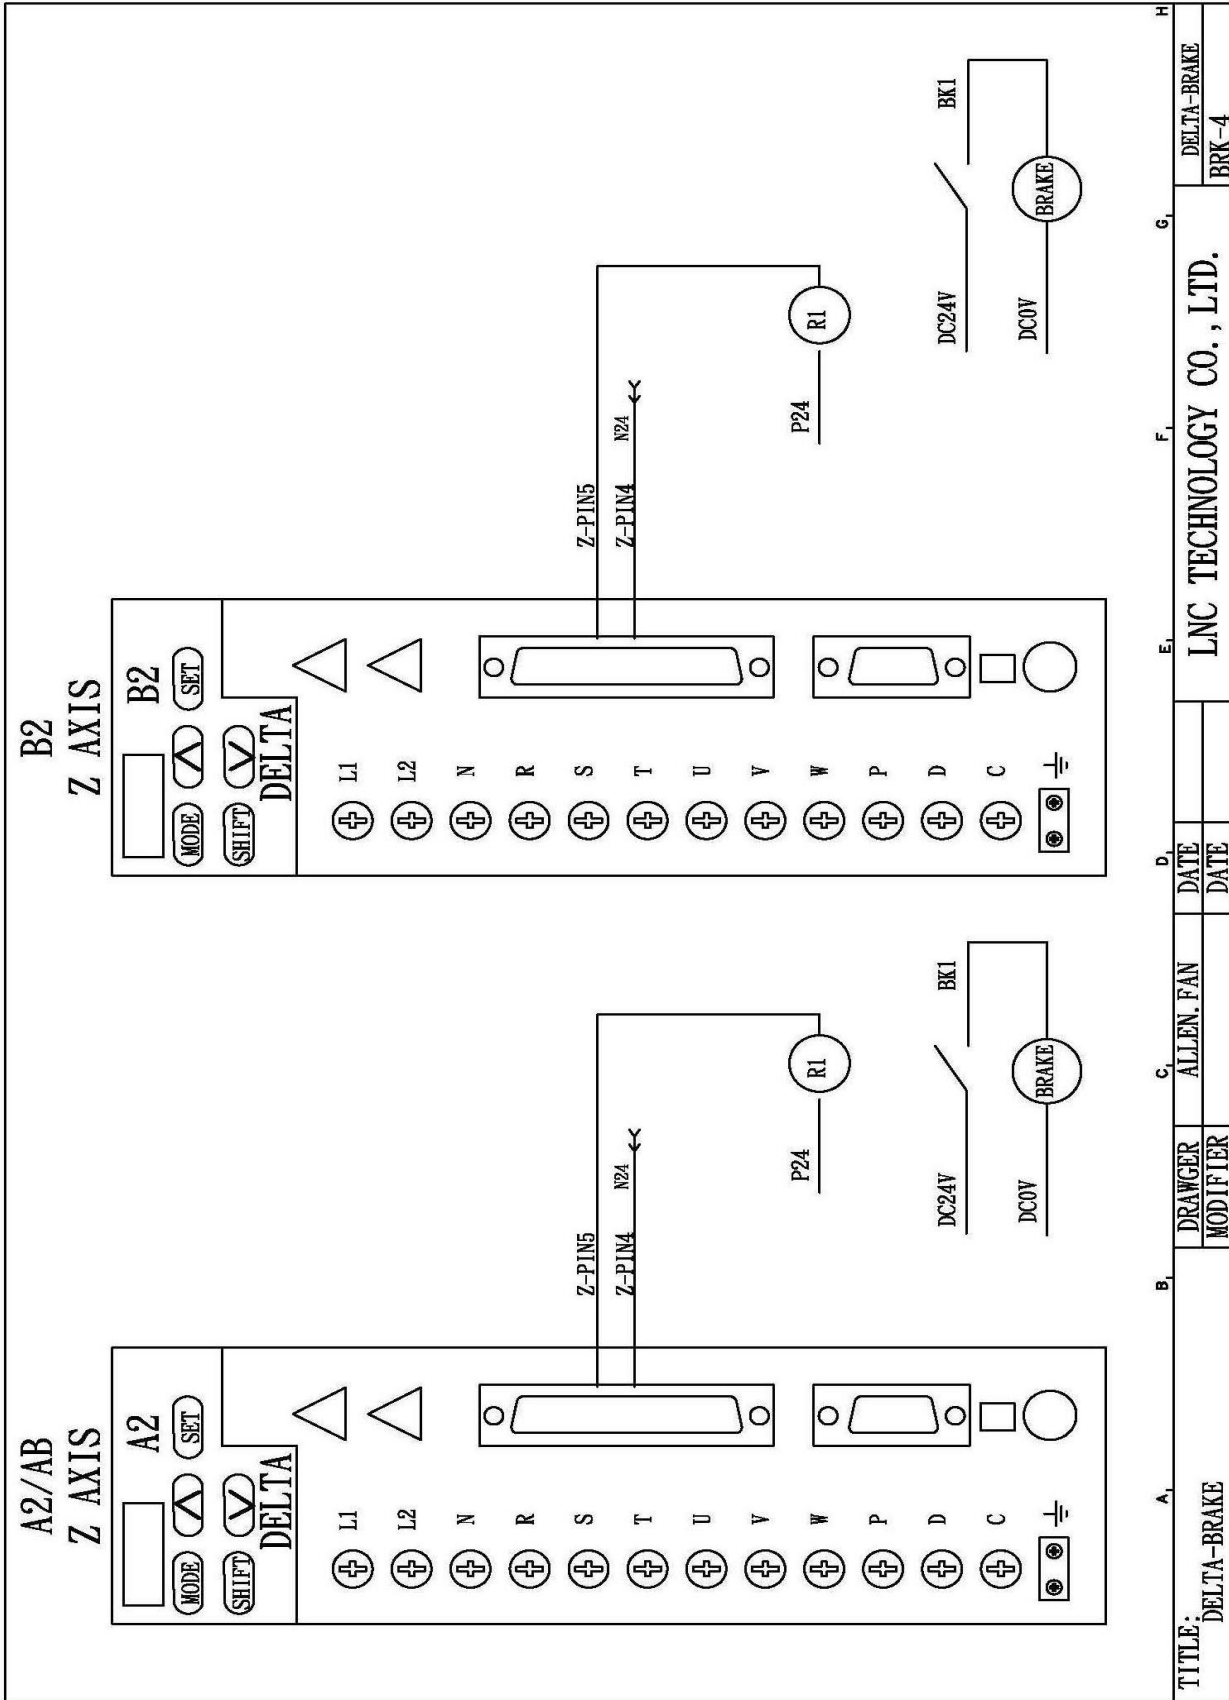 A2/AB
Z AXIS
A2
MODE
SET
SHIFT
DELTA
L1
L2
N
R
S
T
U
V
W
P
D
C
Z-PIN5
Z-PIN4
N24
P24
R1
DC24V
BK1
DC0V
BRAKE
B2
Z AXIS
B2
MODE
SET
SHIFT
DELTA
L1
L2
N
R
S
T
U
V
W
P
D
C
Z-PIN5
Z-PIN4
N24
P24
R1
DC24V
BK1
DC0V
BRAKE
A B C D E F G H
TITLE:
DELTA-BRAKE
DRAWGER ALLEN.FAN DATE
MODIFIER DATE
LNC TECHNOLOGY CO.,LTD.
DELTA-BRAKE
BRK-4